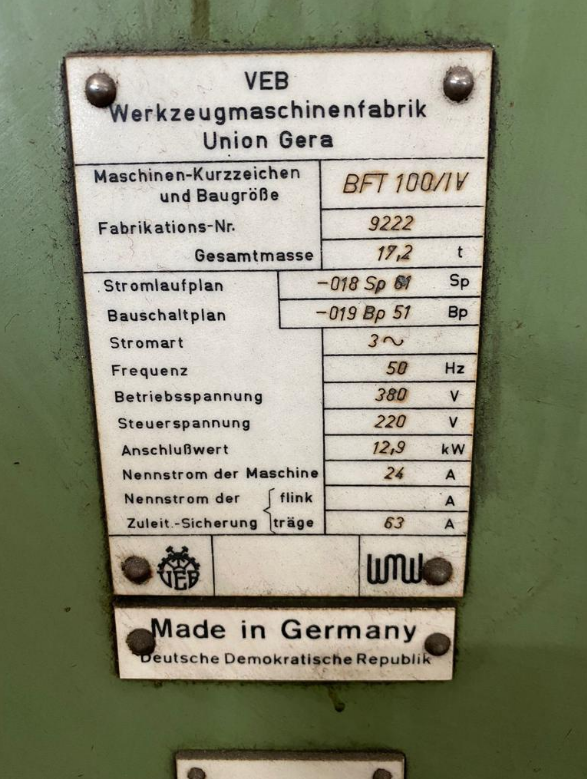 VEB
Werkzeugmaschinenfabrik
Union Gera
Maschinen-Kurzzeichen
und Baugröße
BFT 100/IV
Fabrikations-Nr. 9222
Gesamtmasse 17,2 t
Stromlaufplan -018 Sp 61 Sp
Bauschaltplan -019 Bp 51 Bp
Stromart 3~
Frequenz 50 Hz
Betriebsspannung 380 V
Steuerspannung 220 V
Anschlußwert 12,9 kW
Nennstrom der Maschine 24 A
Nennstrom der { flink A
Zuleit.-Sicherung träge 63 A
VEB WMW
Made in Germany
Deutsche Demokratische Republik